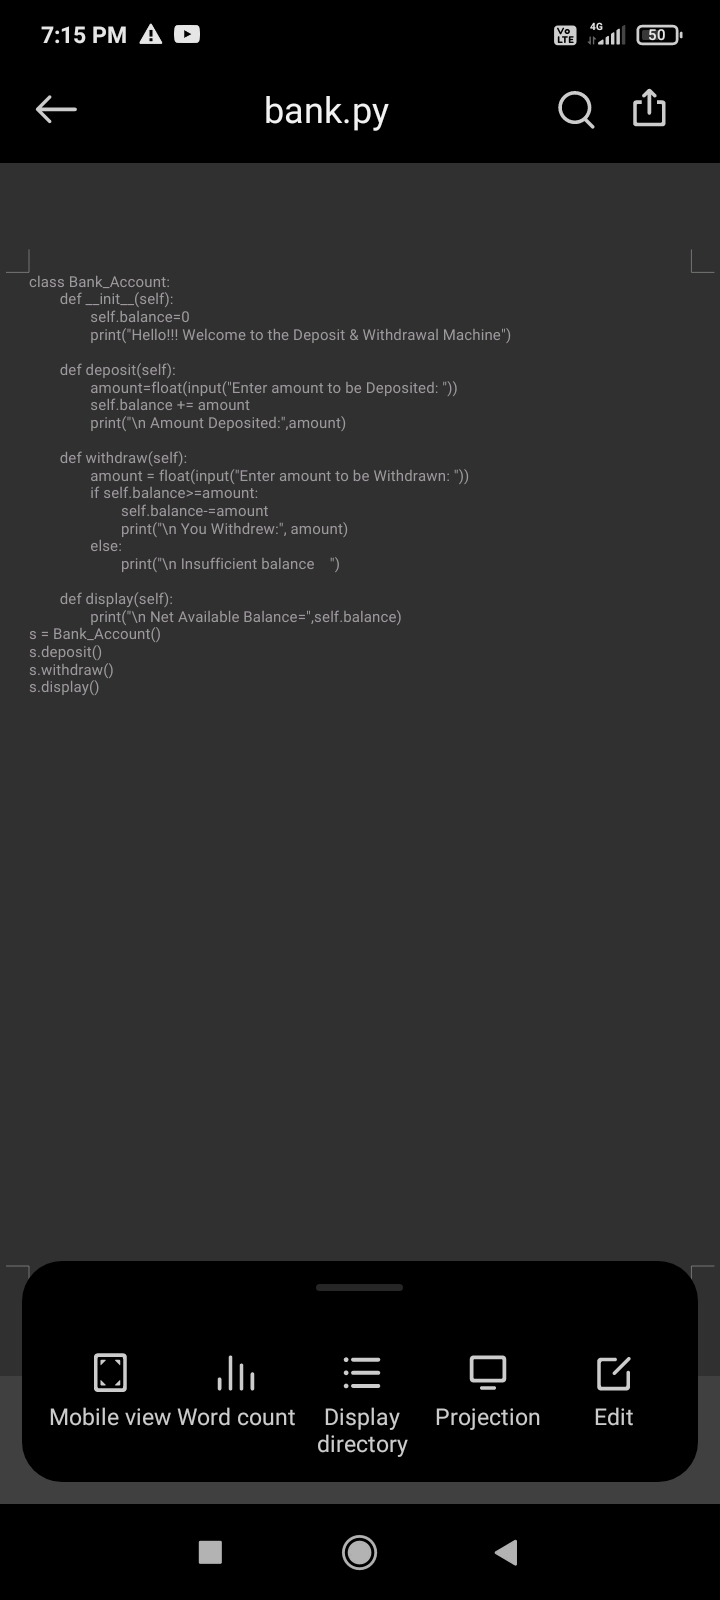 7:15 PM
Vo LTE 4G 50
bank.py
class Bank_Account:
def __init__(self):
self.balance=0
print("Hello!!! Welcome to the Deposit & Withdrawal Machine")
def deposit(self):
amount=float(input("Enter amount to be Deposited: "))
self.balance += amount
print("\n Amount Deposited:",amount)
def withdraw(self):
amount = float(input("Enter amount to be Withdrawn: "))
if self.balance>=amount:
self.balance-=amount
print("\n You Withdrew:", amount)
else:
print("\n Insufficient balance    ")
def display(self):
print("\n Net Available Balance=",self.balance)
s = Bank_Account()
s.deposit()
s.withdraw()
s.display()
Mobile view Word count Display directory Projection Edit